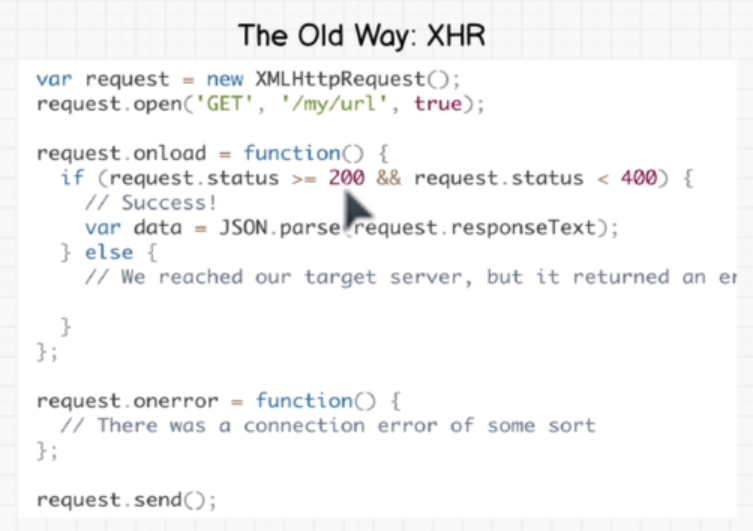 The Old Way: XHR
var request = new XMLHttpRequest();
request.open('GET', '/my/url', true);
request.onload = function() {
if (request.status >= 200 && request.status < 400) {
// Success!
var data = JSON.parse(request.responseText);
} else {
// We reached our target server, but it returned an
}
};
request.onerror = function() {
// There was a connection error of some sort
};
request.send();